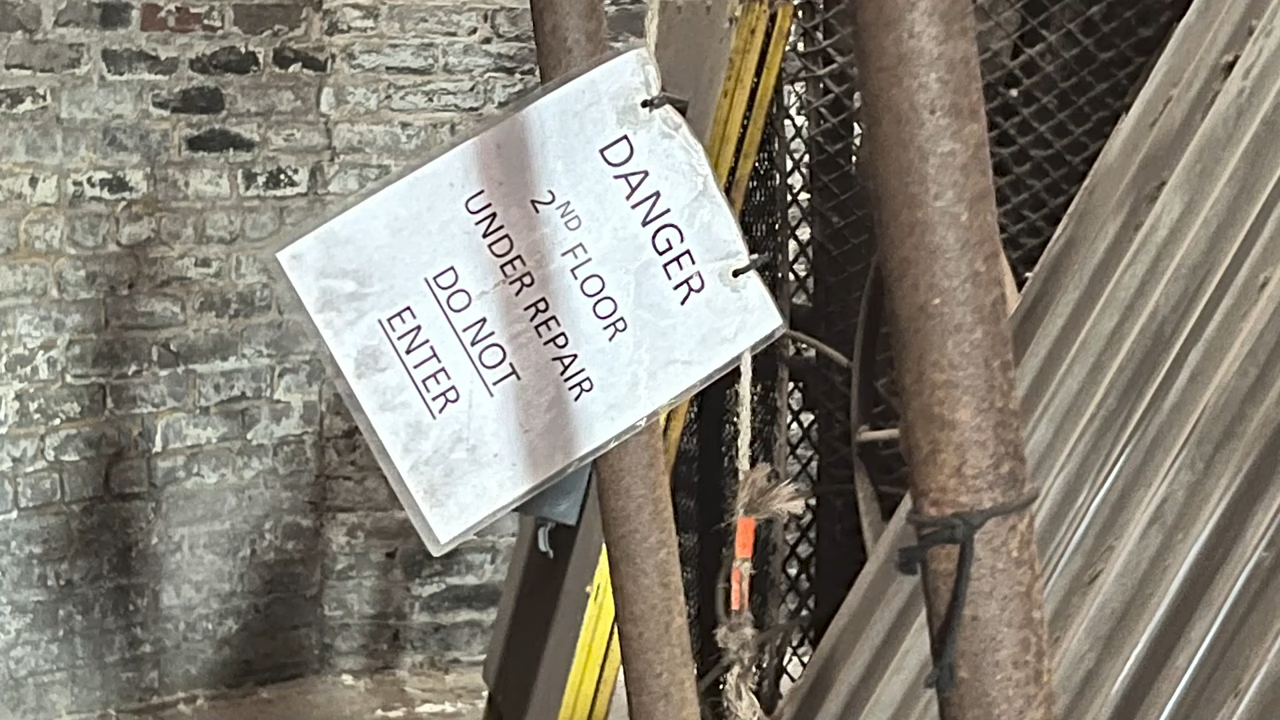 DANGER
2ND FLOOR
UNDER REPAIR
DO NOT
ENTER